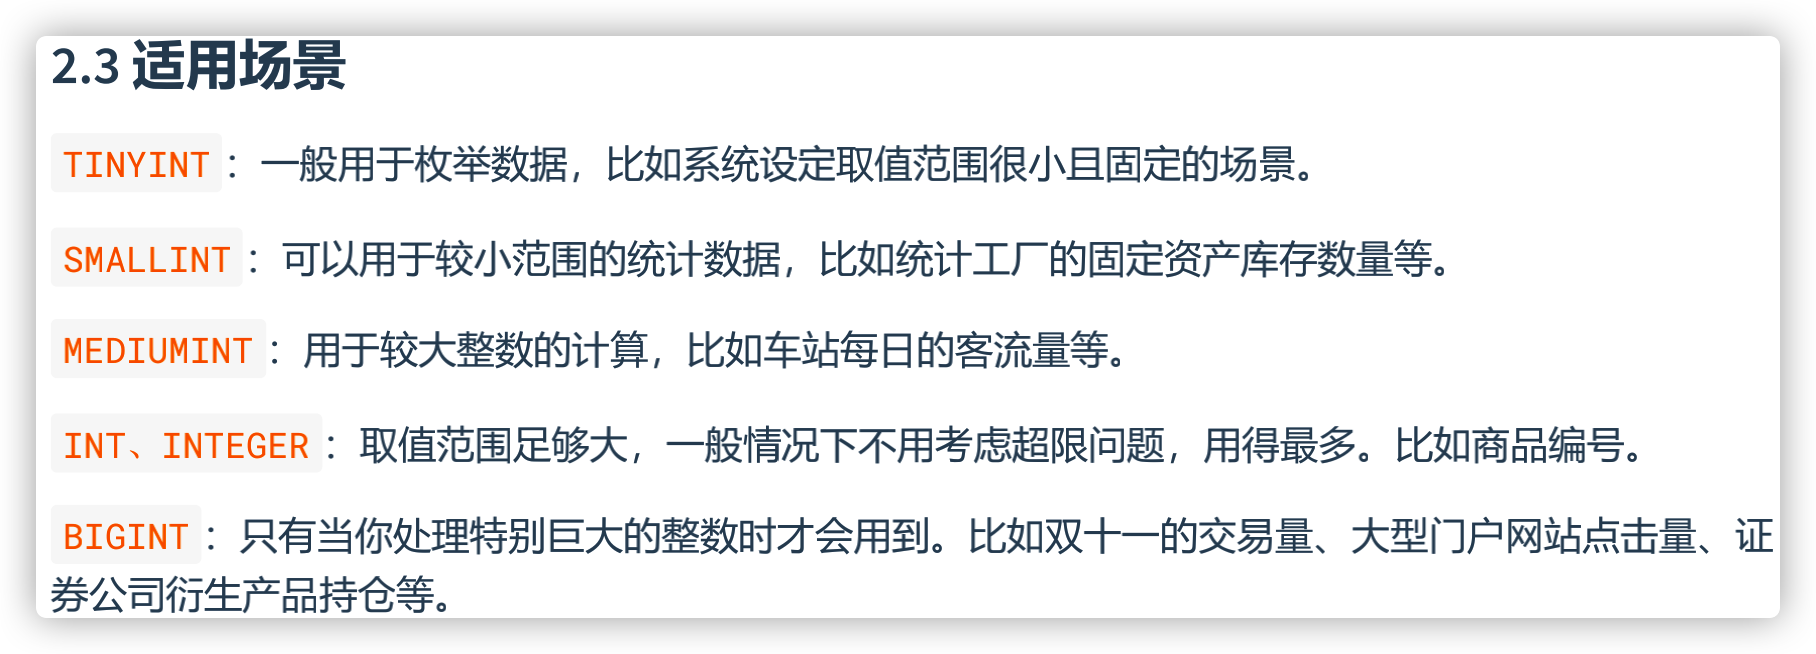 2.3 适用场景
TINYINT：一般用于枚举数据，比如系统设定取值范围很小且固定的场景。
SMALLINT：可以用于较小范围的统计数据，比如统计工厂的固定资产库存数量等。
MEDIUMINT：用于较大整数的计算，比如车站每日的客流量等。
INT、INTEGER：取值范围足够大，一般情况下不用考虑超限问题，用得最多。比如商品编号。
BIGINT：只有当你处理特别巨大的整数时才会用到。比如双十一的交易量、大型门户网站点击量、证
券公司衍生产品持仓等。